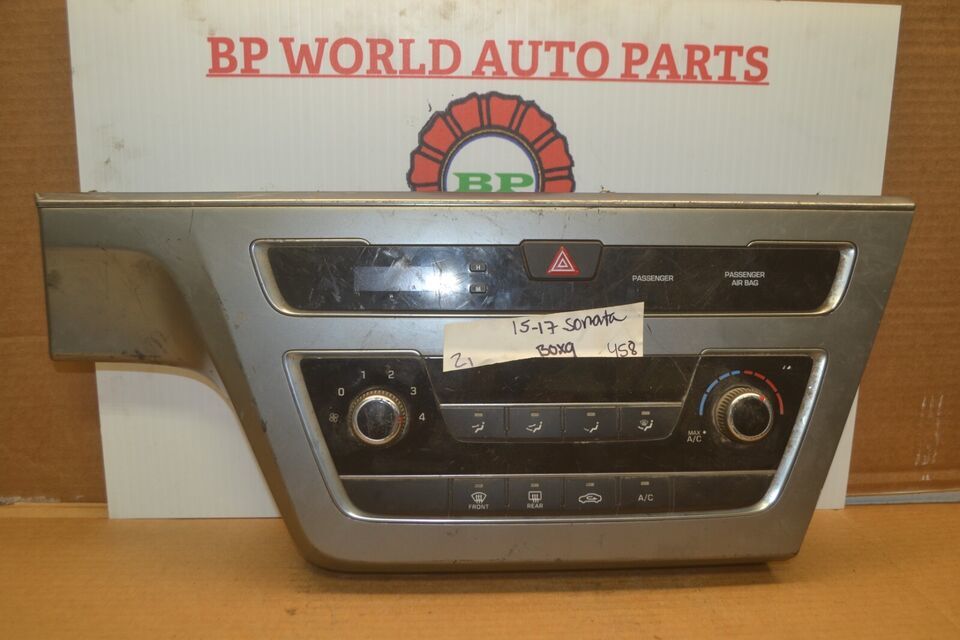 BP WORLD AUTO PARTS
BP
H
M
PASSENGER
PASSENGER
AIR BAG
15-17 Sonata
21 BOX9 458
0 1 2 3 4
MAX
A/C
FRONT
REAR
A/C